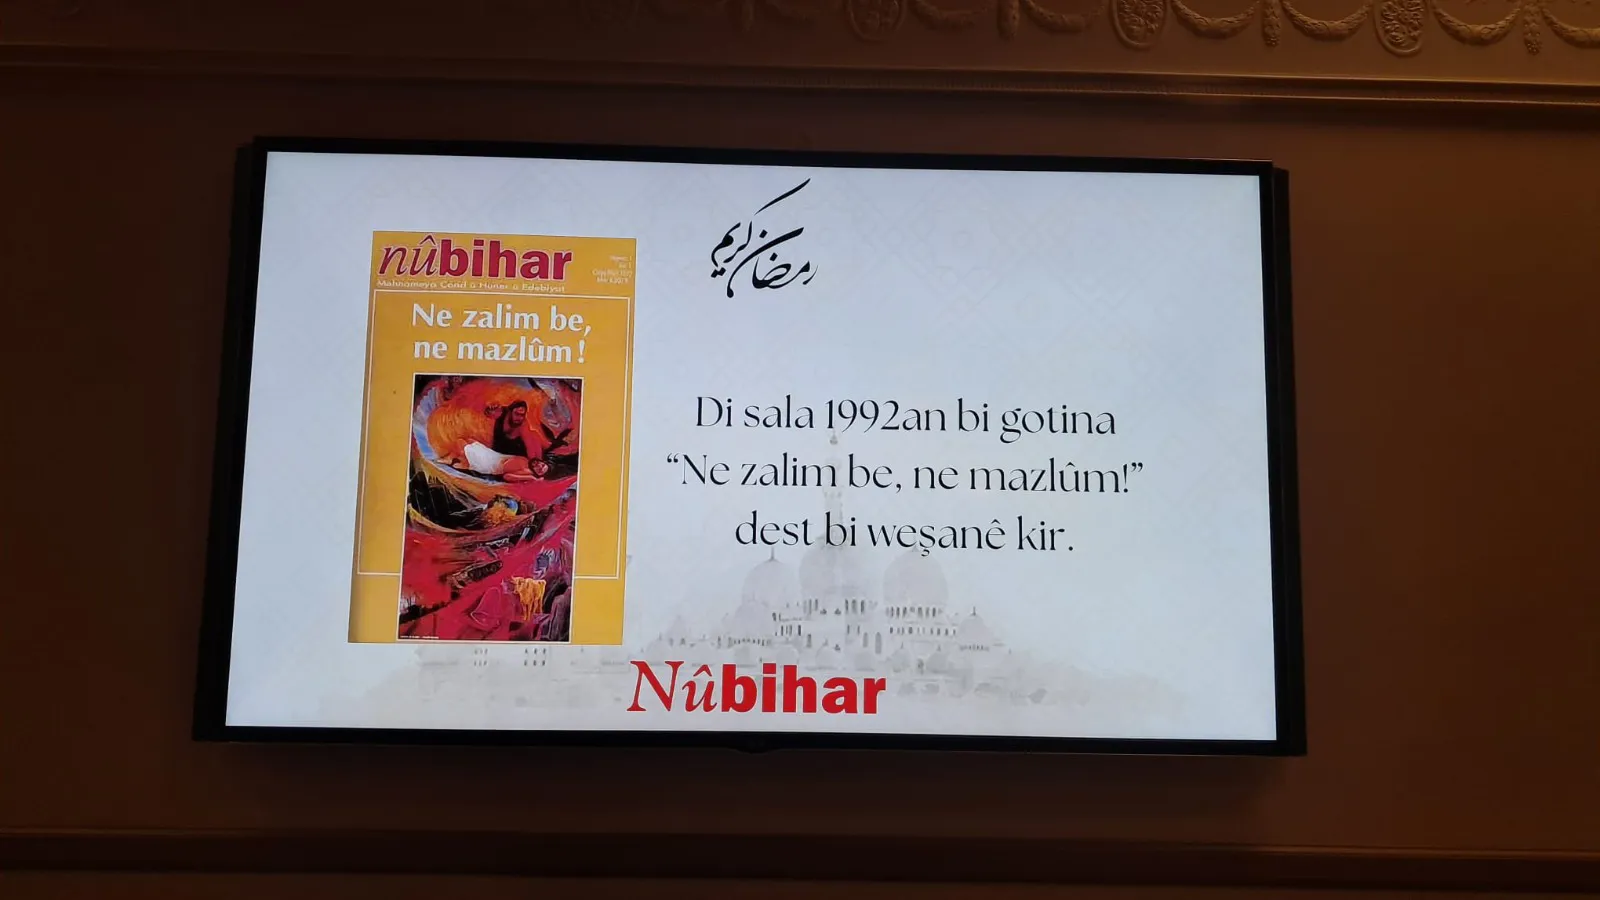 رمضان كريم
nûbihar
Mahnameya Çand û Huner û Edebiyat
Ne zalim be,
ne mazlûm!
Di sala 1992an bi gotina
“Ne zalim be, ne mazlûm!”
dest bi weşanê kir.
Nûbihar